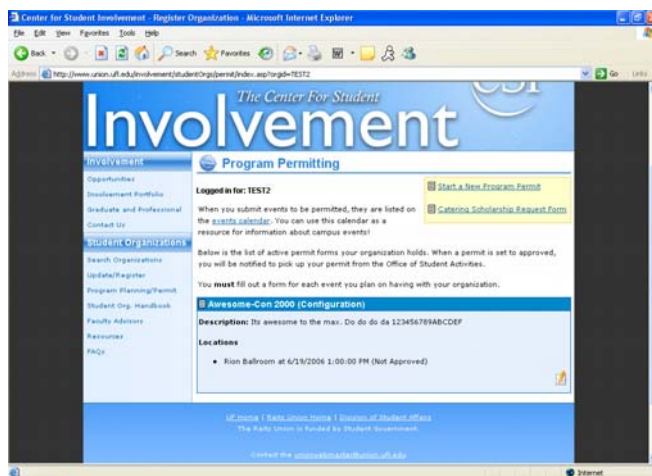 Center for Student Involvement - Register Organization - Microsoft Internet Explorer
File Edit View Favorites Tools Help
Back Search Favorites
Address http://www.union.ufl.edu/involvement/studentOrgs/permit/index.asp?orgid=TEST2 Go Links
The Center For Student
Involvement
CSI
Involvement
Opportunities
Involvement Portfolio
Graduate and Professional
Contact Us
Student Organizations
Search Organizations
Update/Register
Program Planning/Permit
Student Org. Handbook
Faculty Advisors
Resources
FAQs
Program Permitting
Logged in for: TEST2
Start a New Program Permit
Catering Scholarship Request Form
When you submit events to be permitted, they are listed on
the events calendar. You can use this calendar as a
resource for information about campus events!
Below is the list of active permit forms your organization holds. When a permit is set to approved,
you will be notified to pick up your permit from the Office of Student Activities.
You must fill out a form for each event you plan on having with your organization.
Awesome-Con 2000 (Configuration)
Description: Its awesome to the max. Do do do da 123456789ABCDEF
Locations
Rion Ballroom at 6/19/2006 1:00:00 PM (Not Approved)
UF Home | Reitz Union Home | Division of Student Affairs
The Reitz Union is funded by Student Government.
Contact the unionwebmaster@union.ufl.edu
Internet